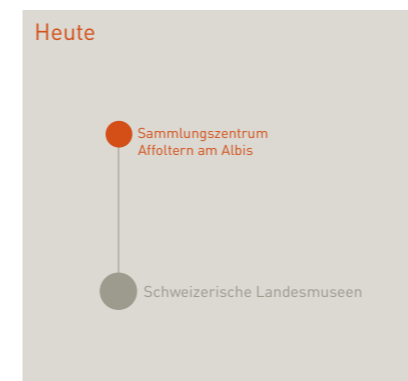 Heute
Sammlungszentrum
Affoltern am Albis
Schweizerische Landesmuseen